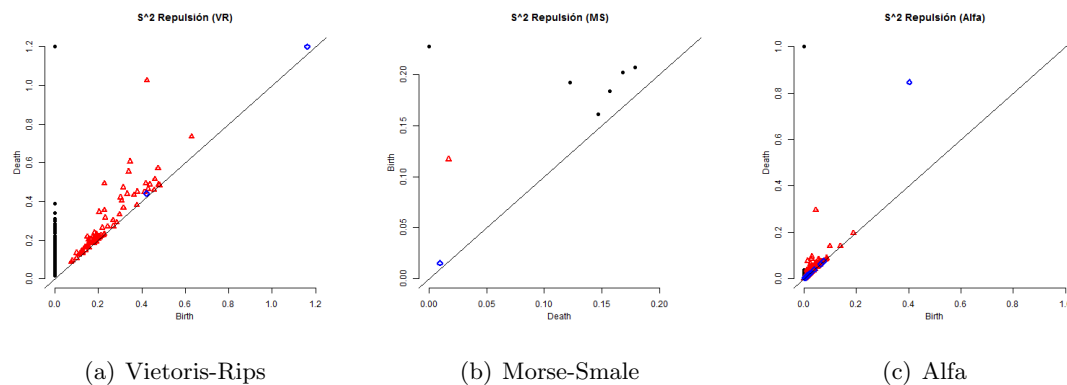 S^2 Repulsión (VR)
Death
0.0 0.2 0.4 0.6 0.8 1.0 1.2
0.0 0.2 0.4 0.6 0.8 1.0 1.2
Birth
(a) Vietoris-Rips
S^2 Repulsión (MS)
Birth
0.00 0.05 0.10 0.15 0.20
0.00 0.05 0.10 0.15 0.20
Death
(b) Morse-Smale
S^2 Repulsión (Alfa)
Death
0.0 0.2 0.4 0.6 0.8 1.0
0.0 0.2 0.4 0.6 0.8 1.0
Birth
(c) Alfa